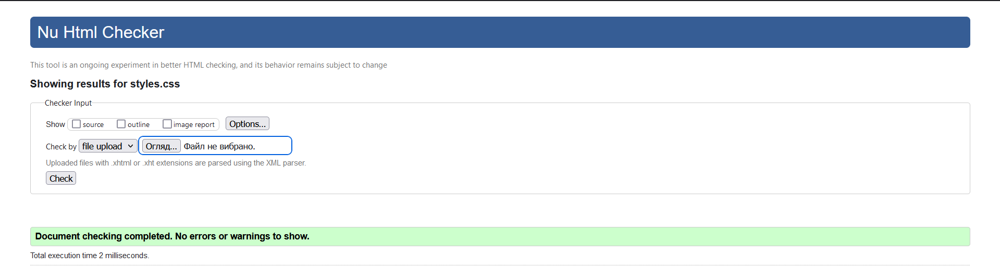 Nu Html Checker
This tool is an ongoing experiment in better HTML checking, and its behavior remains subject to change
Showing results for styles.css
Checker Input
Show source outline image report Options...
Check by file upload Огляд... Файл не вибрано.
Uploaded files with .xhtml or .xht extensions are parsed using the XML parser.
Check
Document checking completed. No errors or warnings to show.
Total execution time 2 milliseconds.